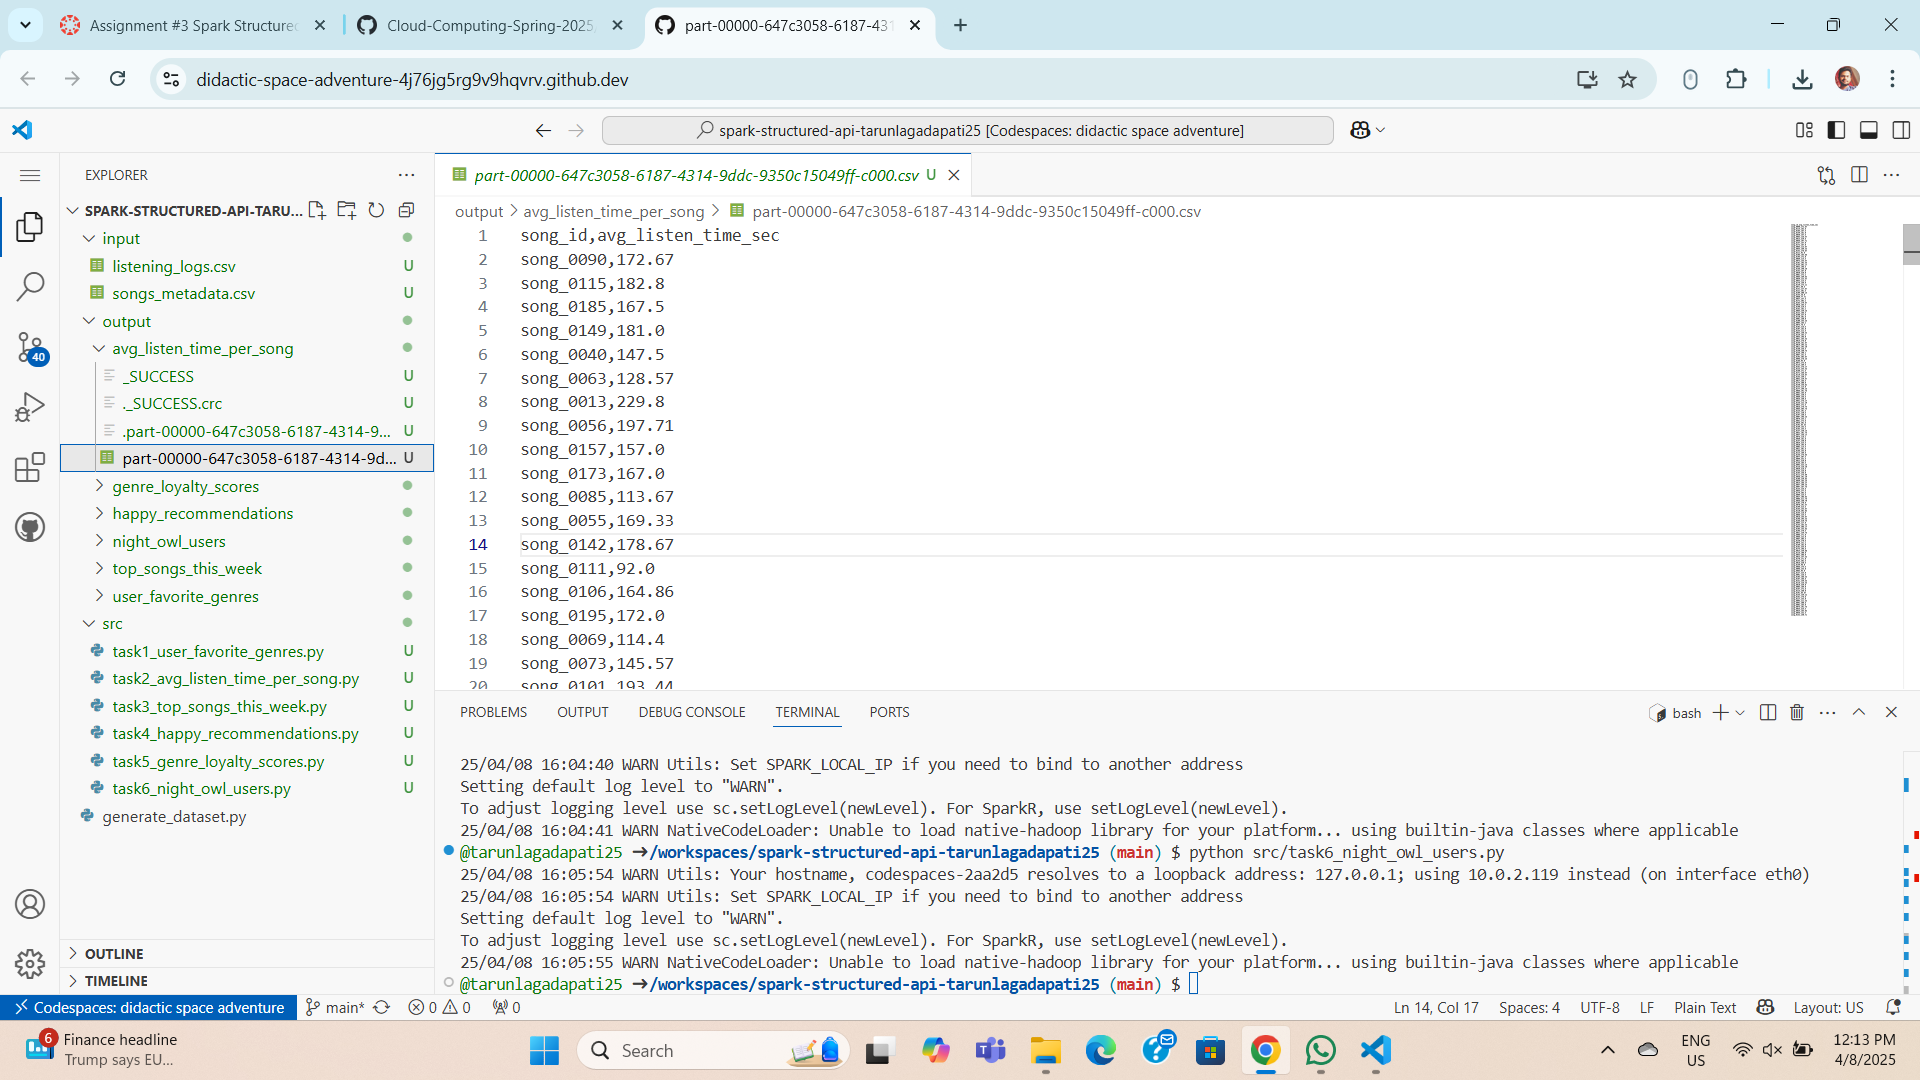 Assignment #3 Spark Structure
Cloud-Computing-Spring-2025
part-00000-647c3058-6187-431
didactic-space-adventure-4j76jg5rg9v9hqvrv.github.dev
spark-structured-api-tarunlagadapati25 [Codespaces: didactic space adventure]
EXPLORER
SPARK-STRUCTURED-API-TARU...
input
listening_logs.csv U
songs_metadata.csv U
output
avg_listen_time_per_song
_SUCCESS U
._SUCCESS.crc U
.part-00000-647c3058-6187-4314-9... U
part-00000-647c3058-6187-4314-9d... U
genre_loyalty_scores
happy_recommendations
night_owl_users
top_songs_this_week
user_favorite_genres
src
task1_user_favorite_genres.py U
task2_avg_listen_time_per_song.py U
task3_top_songs_this_week.py U
task4_happy_recommendations.py U
task5_genre_loyalty_scores.py U
task6_night_owl_users.py U
generate_dataset.py
OUTLINE
TIMELINE
40
part-00000-647c3058-6187-4314-9ddc-9350c15049ff-c000.csv U
output > avg_listen_time_per_song > part-00000-647c3058-6187-4314-9ddc-9350c15049ff-c000.csv
1 song_id,avg_listen_time_sec
2 song_0090,172.67
3 song_0115,182.8
4 song_0185,167.5
5 song_0149,181.0
6 song_0040,147.5
7 song_0063,128.57
8 song_0013,229.8
9 song_0056,197.71
10 song_0157,157.0
11 song_0173,167.0
12 song_0085,113.67
13 song_0055,169.33
14 song_0142,178.67
15 song_0111,92.0
16 song_0106,164.86
17 song_0195,172.0
18 song_0069,114.4
19 song_0073,145.57
20 song_0101,193.44
PROBLEMS OUTPUT DEBUG CONSOLE TERMINAL PORTS
bash
25/04/08 16:04:40 WARN Utils: Set SPARK_LOCAL_IP if you need to bind to another address
Setting default log level to "WARN".
To adjust logging level use sc.setLogLevel(newLevel). For SparkR, use setLogLevel(newLevel).
25/04/08 16:04:41 WARN NativeCodeLoader: Unable to load native-hadoop library for your platform... using builtin-java classes where applicable
@tarunlagadapati25 ➜/workspaces/spark-structured-api-tarunlagadapati25 (main) $ python src/task6_night_owl_users.py
25/04/08 16:05:54 WARN Utils: Your hostname, codespaces-2aa2d5 resolves to a loopback address: 127.0.0.1; using 10.0.2.119 instead (on interface eth0)
25/04/08 16:05:54 WARN Utils: Set SPARK_LOCAL_IP if you need to bind to another address
Setting default log level to "WARN".
To adjust logging level use sc.setLogLevel(newLevel). For SparkR, use setLogLevel(newLevel).
25/04/08 16:05:55 WARN NativeCodeLoader: Unable to load native-hadoop library for your platform... using builtin-java classes where applicable
@tarunlagadapati25 ➜/workspaces/spark-structured-api-tarunlagadapati25 (main) $
Codespaces: didactic space adventure main* 0 0 0
Ln 14, Col 17 Spaces: 4 UTF-8 LF Plain Text Layout: US
6
Finance headline
Trump says EU...
Search
ENG
US
12:13 PM
4/8/2025